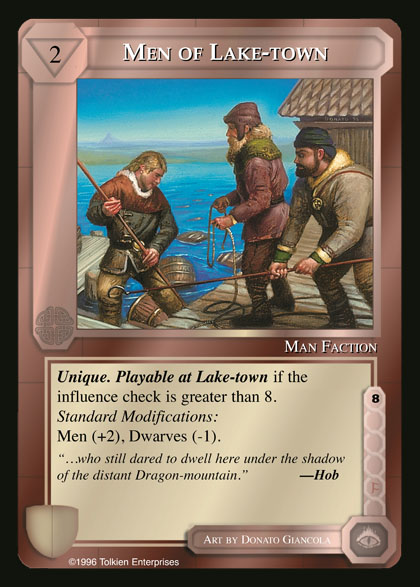 2
MEN OF LAKE-TOWN
MAN FACTION
Unique. Playable at Lake-town if the
influence check is greater than 8.
Standard Modifications:
Men (+2), Dwarves (-1).
“…who still dared to dwell here under the shadow
of the distant Dragon-mountain.” —Hob
8
ART BY DONATO GIANCOLA
©1996 Tolkien Enterprises